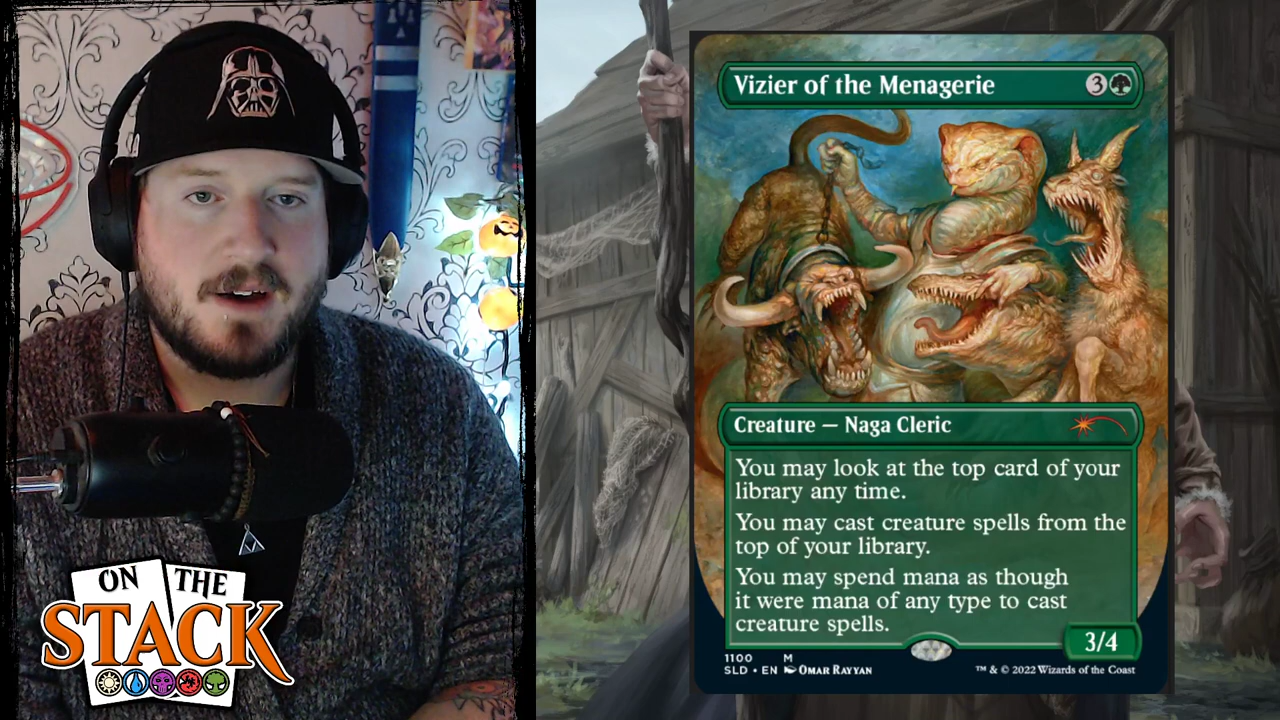 ON THE
STACK
Vizier of the Menagerie
3
Creature — Naga Cleric
You may look at the top card of your
library any time.
You may cast creature spells from the
top of your library.
You may spend mana as though
it were mana of any type to cast
creature spells.
3/4
1100 M
SLD • EN OMAR RAYYAN
™ & © 2022 Wizards of the Coast